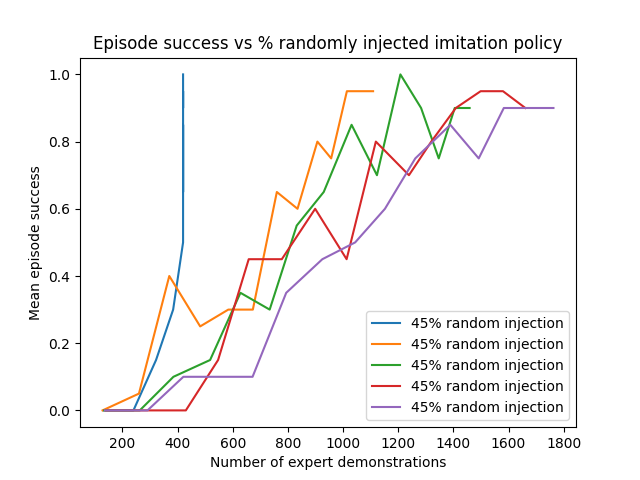 Episode success vs % randomly injected imitation policy
Mean episode success
1.0
0.8
0.6
0.4
0.2
0.0
45% random injection
45% random injection
45% random injection
45% random injection
45% random injection
200 400 600 800 1000 1200 1400 1600 1800
Number of expert demonstrations